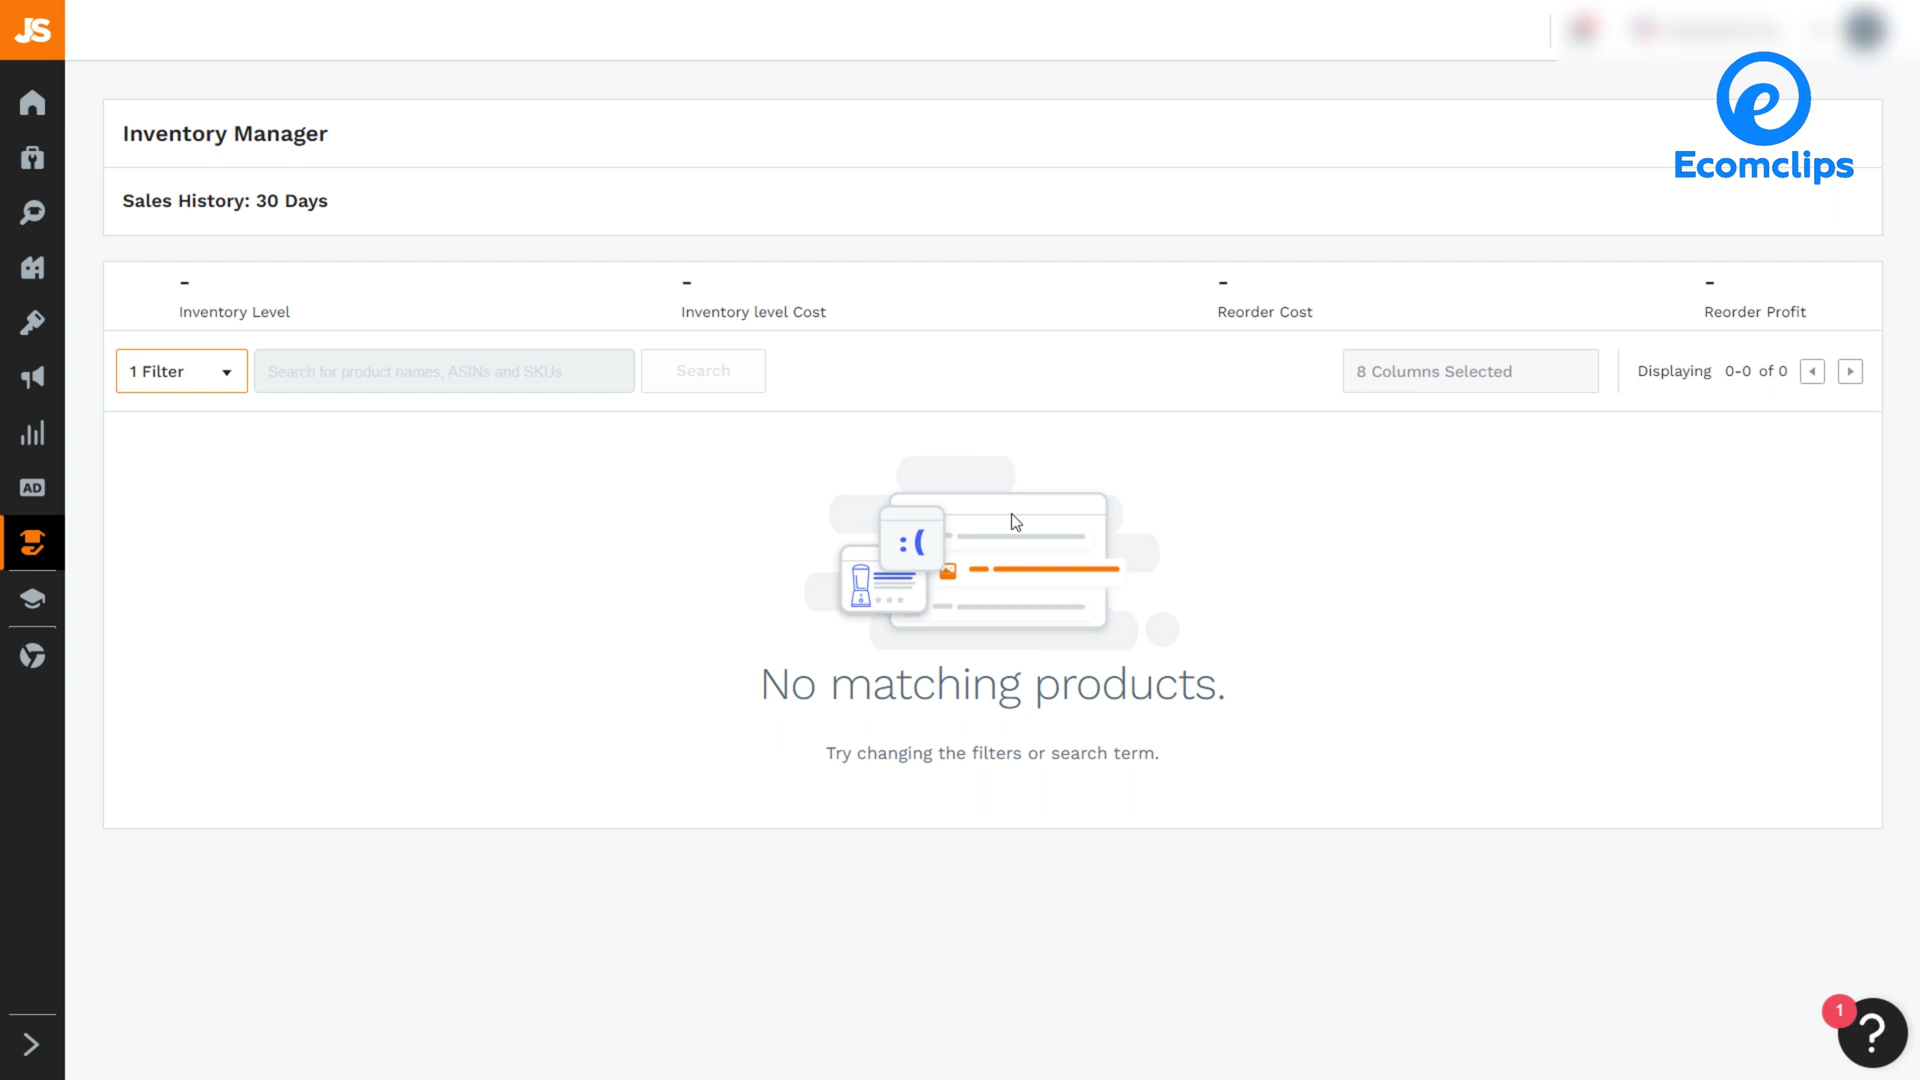 JS
e
Ecomclips
Inventory Manager
Sales History: 30 Days
-
-
-
-
Inventory Level
Inventory level Cost
Reorder Cost
Reorder Profit
1 Filter
Search for product names, ASINs and SKUs
Search
8 Columns Selected
Displaying 0-0 of 0
AD
:(
No matching products.
Try changing the filters or search term.
1
?